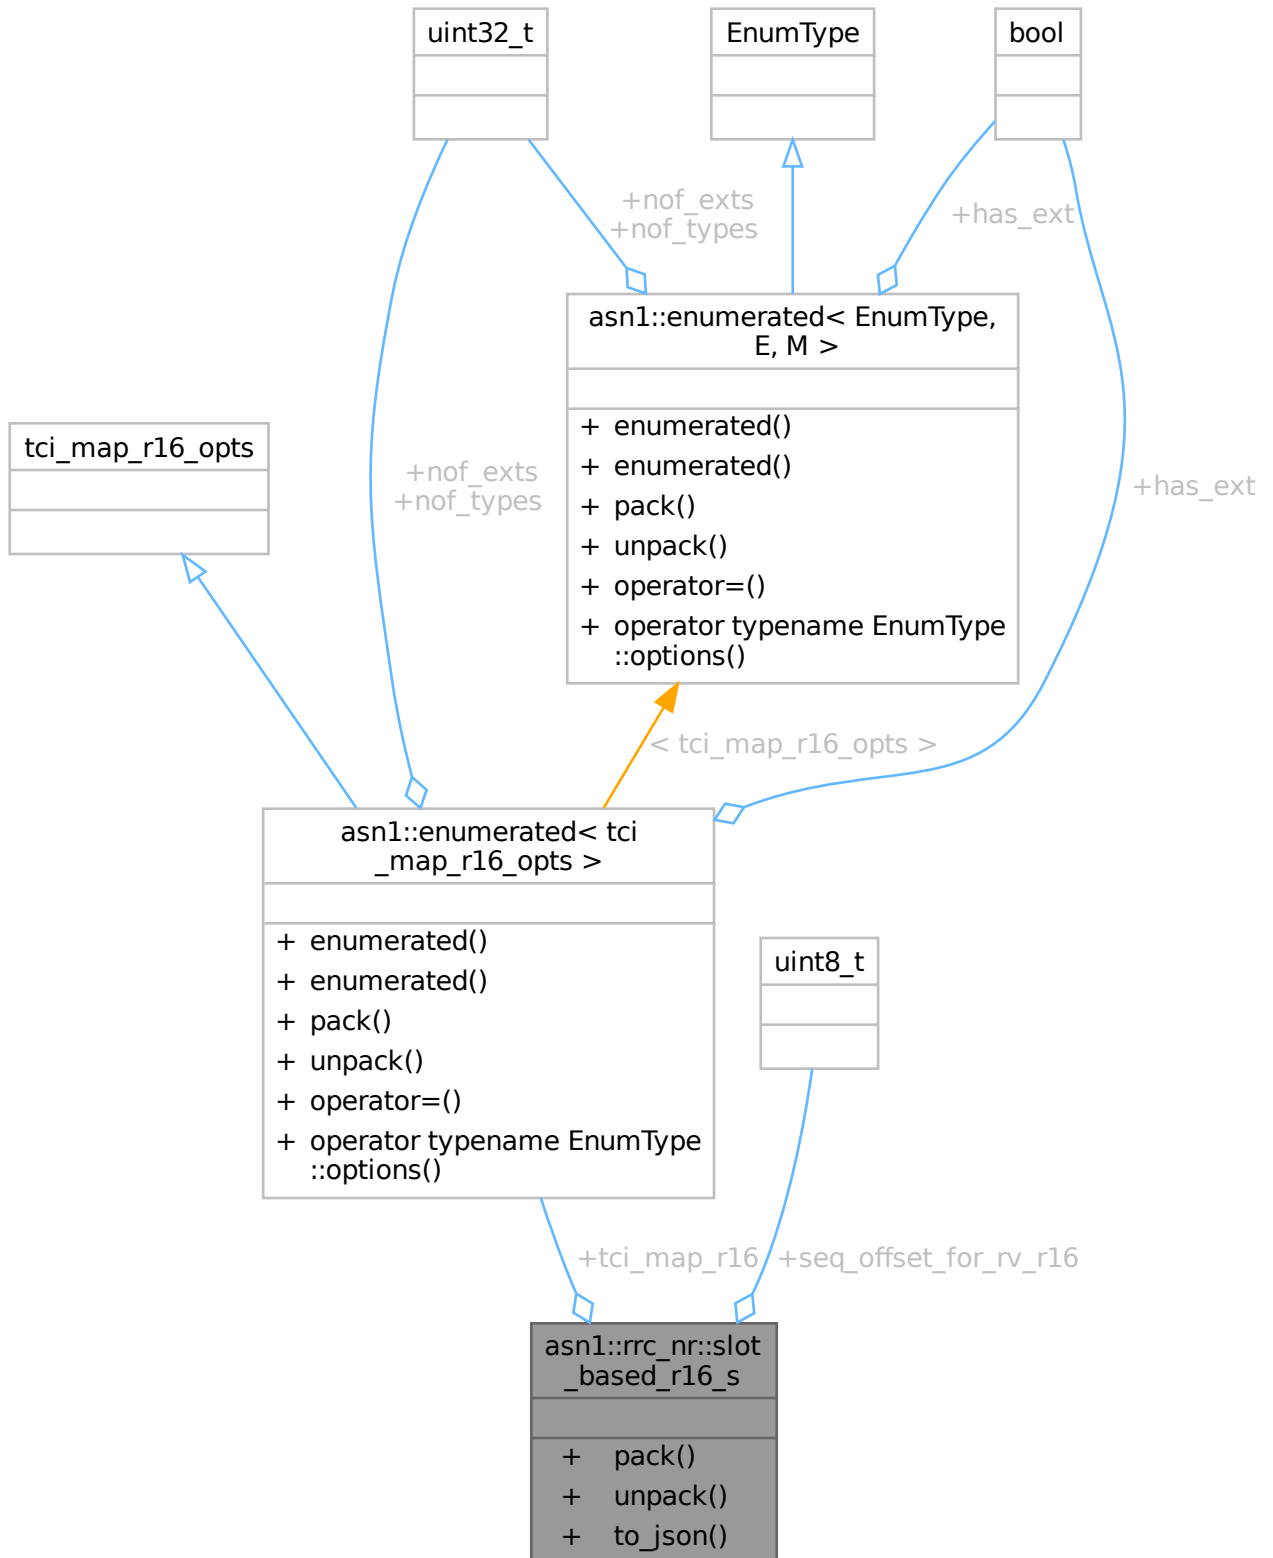 uint32_t
EnumType
bool
+nof_exts
+nof_types
+has_ext
asn1::enumerated< EnumType,
E, M >
+ enumerated()
+ enumerated()
+ pack()
+ unpack()
+ operator=()
+ operator typename EnumType
::options()
tci_map_r16_opts
+nof_exts
+nof_types
+has_ext
< tci_map_r16_opts >
asn1::enumerated< tci
_map_r16_opts >
+ enumerated()
+ enumerated()
+ pack()
+ unpack()
+ operator=()
+ operator typename EnumType
::options()
uint8_t
+tci_map_r16
+seq_offset_for_rv_r16
asn1::rrc_nr::slot
_based_r16_s
+ pack()
+ unpack()
+ to_json()